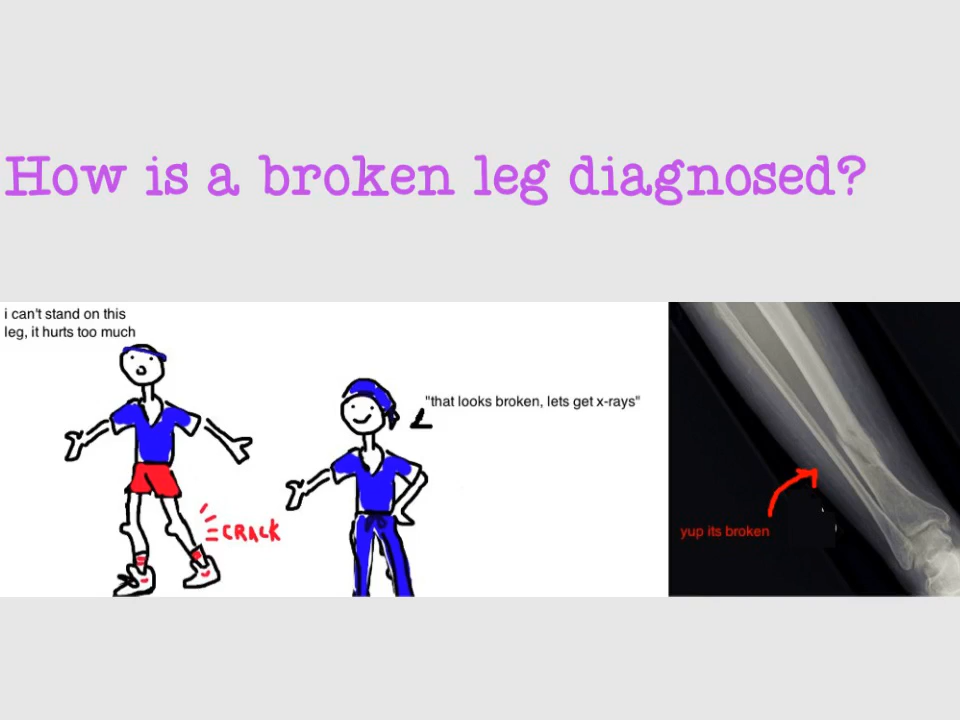 How is a broken leg diagnosed?
i can't stand on this
leg, it hurts too much
"that looks broken, lets get x-rays"
CRACK
yup its broken